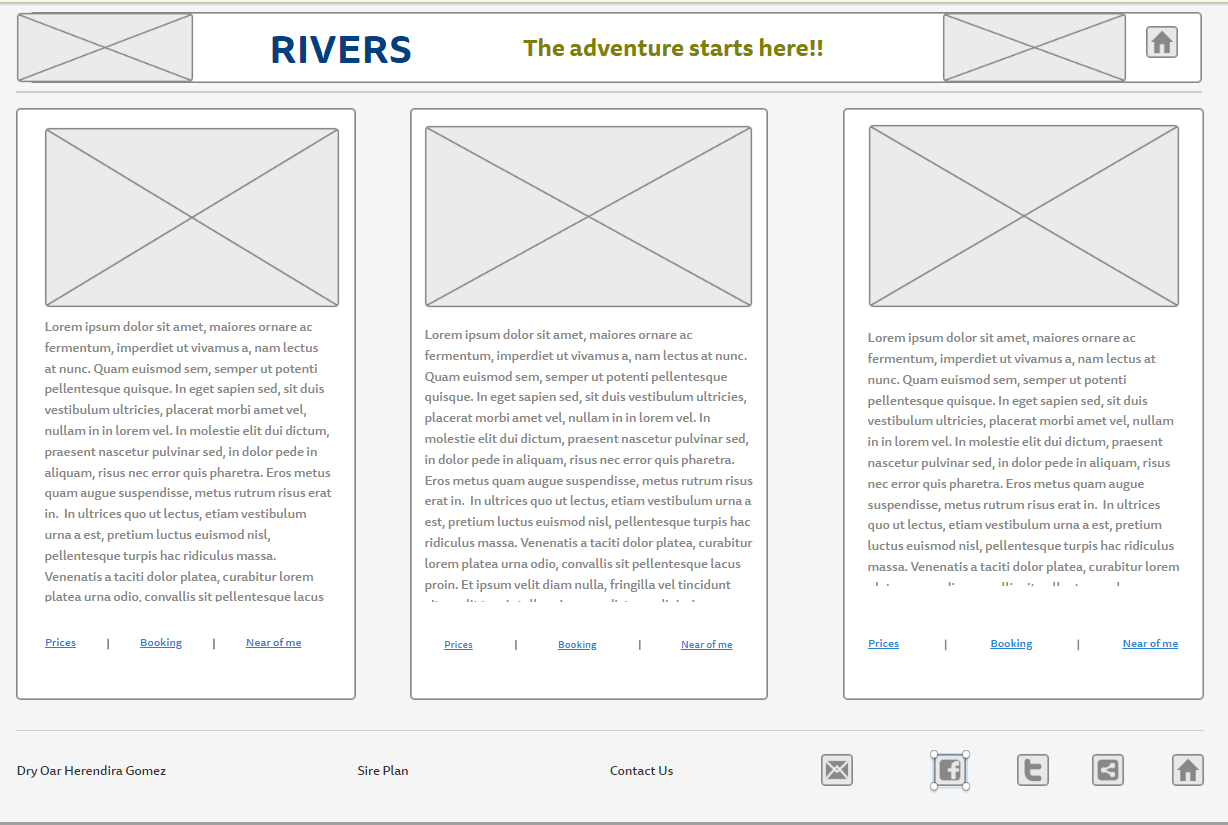 RIVERS
The adventure starts here!!
Lorem ipsum dolor sit amet, maiores ornare ac
fermentum, imperdiet ut vivamus a, nam lectus
at nunc. Quam euismod sem, semper ut potenti
pellentesque quisque. In eget sapien sed, sit duis
vestibulum ultricies, placerat morbi amet vel,
nullam in in lorem vel. In molestie elit dui dictum,
praesent nascetur pulvinar sed, in dolor pede in
aliquam, risus nec error quis pharetra. Eros metus
quam augue suspendisse, metus rutrum risus erat
in. In ultrices quo ut lectus, etiam vestibulum
urna a est, pretium luctus euismod nisl,
pellentesque turpis hac ridiculus massa.
Venenatis a taciti dolor platea, curabitur lorem
platea urna odio, convallis sit pellentesque lacus
Prices | Booking | Near of me
Lorem ipsum dolor sit amet, maiores ornare ac
fermentum, imperdiet ut vivamus a, nam lectus at nunc.
Quam euismod sem, semper ut potenti pellentesque
quisque. In eget sapien sed, sit duis vestibulum ultricies,
placerat morbi amet vel, nullam in in lorem vel. In
molestie elit dui dictum, praesent nascetur pulvinar sed,
in dolor pede in aliquam, risus nec error quis pharetra.
Eros metus quam augue suspendisse, metus rutrum risus
erat in. In ultrices quo ut lectus, etiam vestibulum urna a
est, pretium luctus euismod nisl, pellentesque turpis hac
ridiculus massa. Venenatis a taciti dolor platea, curabitur
lorem platea urna odio, convallis sit pellentesque lacus
proin. Et ipsum velit diam nulla, fringilla vel tincidunt
Prices | Booking | Near of me
Lorem ipsum dolor sit amet, maiores ornare ac
fermentum, imperdiet ut vivamus a, nam lectus at
nunc. Quam euismod sem, semper ut potenti
pellentesque quisque. In eget sapien sed, sit duis
vestibulum ultricies, placerat morbi amet vel, nullam
in in lorem vel. In molestie elit dui dictum, praesent
nascetur pulvinar sed, in dolor pede in aliquam, risus
nec error quis pharetra. Eros metus quam augue
suspendisse, metus rutrum risus erat in. In ultrices
quo ut lectus, etiam vestibulum urna a est, pretium
luctus euismod nisl, pellentesque turpis hac ridiculus
massa. Venenatis a taciti dolor platea, curabitur lorem
Prices | Booking | Near of me
Dry Oar Herendira Gomez
Sire Plan
Contact Us